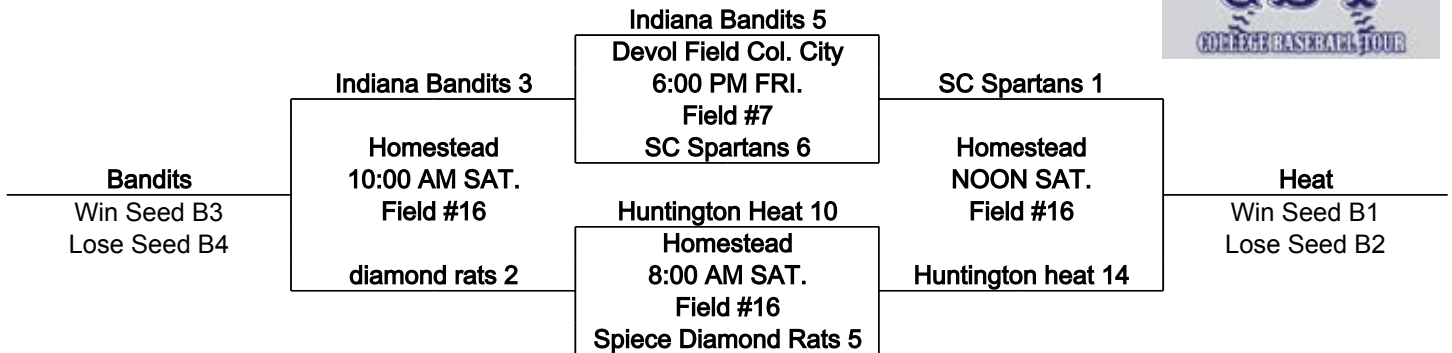 Indiana Bandits 5
Devol Field Col. City
6:00 PM FRI.
Field #7
SC Spartans 6
COLLEGE BASEBALL TOUR
Indiana Bandits 3
SC Spartans 1
Homestead
10:00 AM SAT.
Field #16
Homestead
NOON SAT.
Field #16
Bandits
Win Seed B3
Lose Seed B4
Heat
Win Seed B1
Lose Seed B2
Huntington Heat 10
Homestead
8:00 AM SAT.
Field #16
Spiece Diamond Rats 5
diamond rats 2
Huntington heat 14